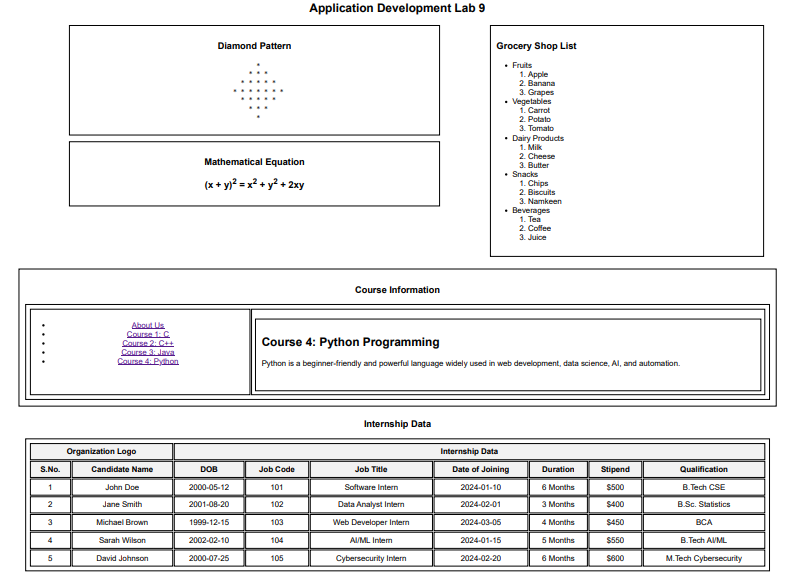 Application Development Lab 9
Diamond Pattern
*
* * *
* * * * *
* * * * * * *
* * * * *
* * *
*
Mathematical Equation
(x + y)² = x² + y² + 2xy
Grocery Shop List
• Fruits
1. Apple
2. Banana
3. Grapes
• Vegetables
1. Carrot
2. Potato
3. Tomato
• Dairy Products
1. Milk
2. Cheese
3. Butter
• Snacks
1. Chips
2. Biscuits
3. Namkeen
• Beverages
1. Tea
2. Coffee
3. Juice
Course Information
• About Us
• Course 1: C
• Course 2: C++
• Course 3: Java
• Course 4: Python
Course 4: Python Programming
Python is a beginner-friendly and powerful language widely used in web development, data science, AI, and automation.
Internship Data
Organization Logo Internship Data
S.No. Candidate Name DOB Job Code Job Title Date of Joining Duration Stipend Qualification
1 John Doe 2000-05-12 101 Software Intern 2024-01-10 6 Months $500 B.Tech CSE
2 Jane Smith 2001-08-20 102 Data Analyst Intern 2024-02-01 3 Months $400 B.Sc. Statistics
3 Michael Brown 1999-12-15 103 Web Developer Intern 2024-03-05 4 Months $450 BCA
4 Sarah Wilson 2002-02-10 104 AI/ML Intern 2024-01-15 5 Months $550 B.Tech AI/ML
5 David Johnson 2000-07-25 105 Cybersecurity Intern 2024-02-20 6 Months $600 M.Tech Cybersecurity